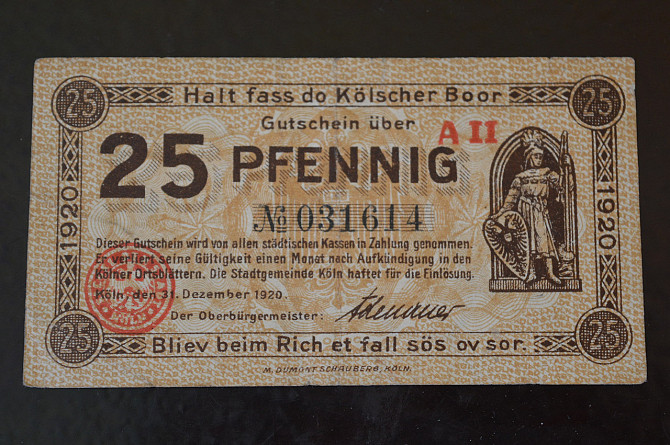 25 Halt fass do Kölscher Boor 25
Gutschein über
A II
25 PFENNIG
1920
1920
№ 031614
Dieser Gutschein wird von allen städtischen Kassen in Zahlung genommen.
Er verliert seine Gültigkeit einen Monat nach Aufkündigung in den
Kölner Ortsblättern. Die Stadtgemeinde Köln haftet für die Einlösung.
Köln, den 31. Dezember 1920.
Der Oberbürgermeister: Adenauer
25 Bliev beim Rich et fall sös ov sor. 25
M. DUMONT SCHAUBERG, KÖLN.